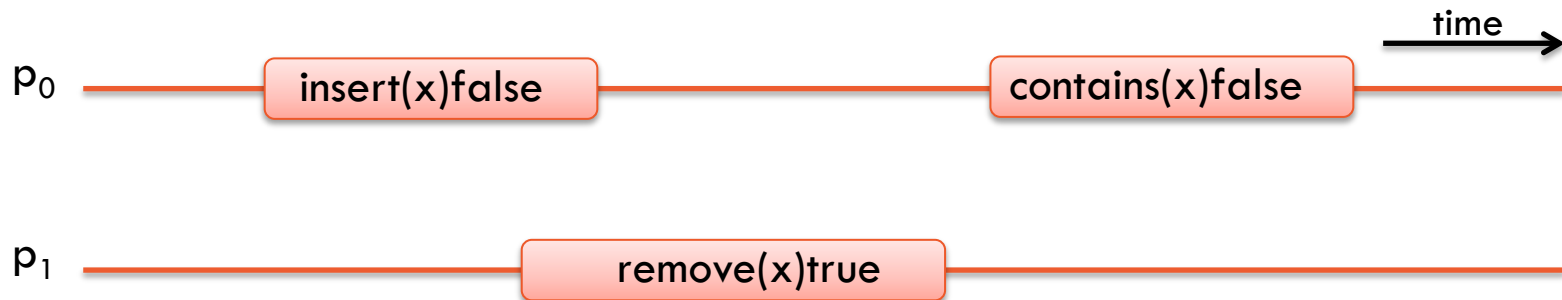 time
p₀ insert(x)false contains(x)false
p₁ remove(x)true